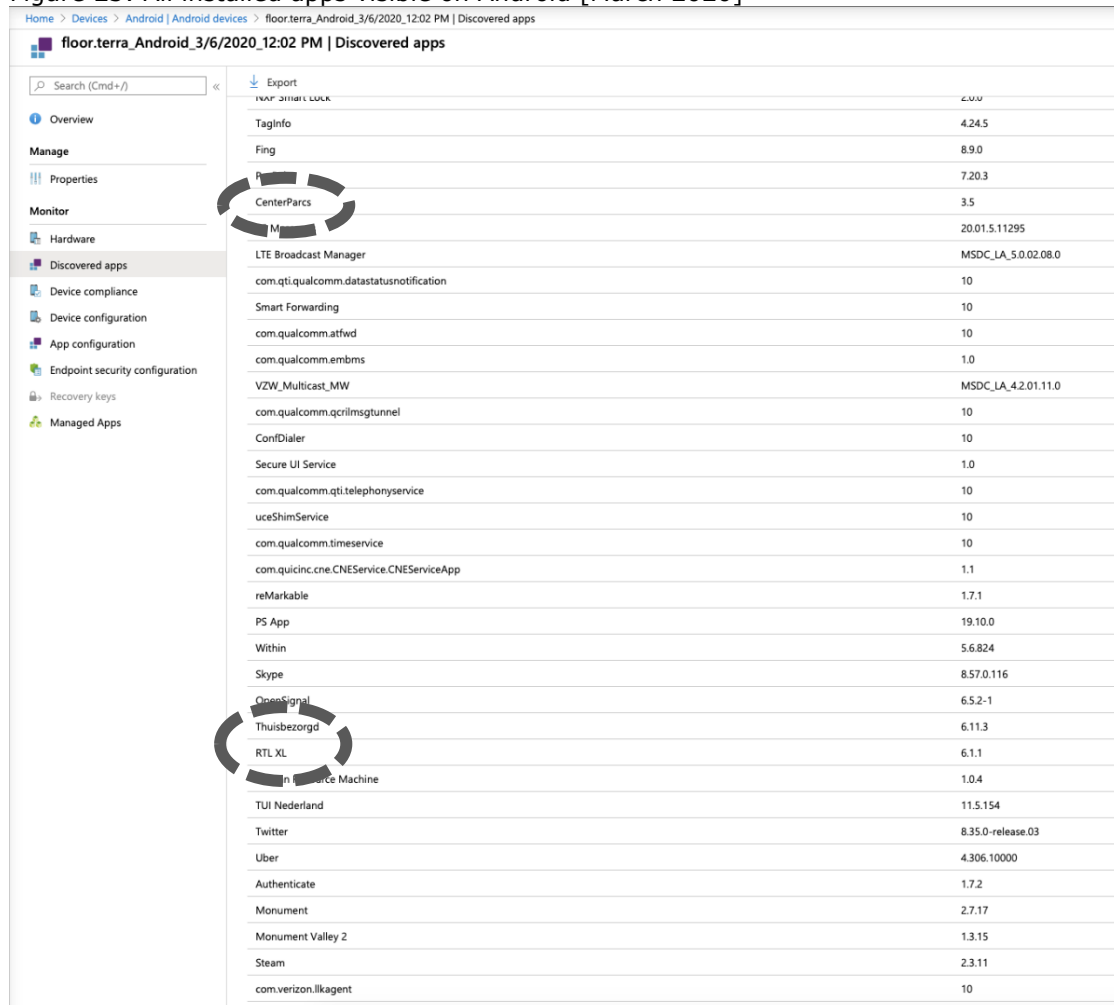 Home > Devices > Android | Android devices > floor.terra_Android_3/6/2020_12:02 PM | Discovered apps
floor.terra_Android_3/6/2020_12:02 PM | Discovered apps
Search (Cmd+/) «
Export
Overview
Manage
Properties
Monitor
Hardware
Discovered apps
Device compliance
Device configuration
App configuration
Endpoint security configuration
Recovery keys
Managed Apps
NXP Smart Lock 2.0.0
TagInfo 4.24.5
Fing 8.9.0
7.20.3
CenterParcs 3.5
20.01.5.11295
LTE Broadcast Manager MSDC_LA_5.0.02.08.0
com.qti.qualcomm.datastatusnotification 10
Smart Forwarding 10
com.qualcomm.atfwd 10
com.qualcomm.embms 1.0
VZW_Multicast_MW MSDC_LA_4.2.01.11.0
com.qualcomm.qcrilmsgtunnel 10
ConfDialer 10
Secure UI Service 1.0
com.qualcomm.qti.telephonyservice 10
uceShimService 10
com.qualcomm.timeservice 10
com.quicinc.cne.CNEService.CNEServiceApp 1.1
reMarkable 1.7.1
PS App 19.10.0
Within 5.6.824
Skype 8.57.0.116
OpenSignal 6.5.2-1
Thuisbezorgd 6.11.3
RTL XL 6.1.1
Machine 1.0.4
TUI Nederland 11.5.154
Twitter 8.35.0-release.03
Uber 4.306.10000
Authenticate 1.7.2
Monument 2.7.17
Monument Valley 2 1.3.15
Steam 2.3.11
com.verizon.llkagent 10